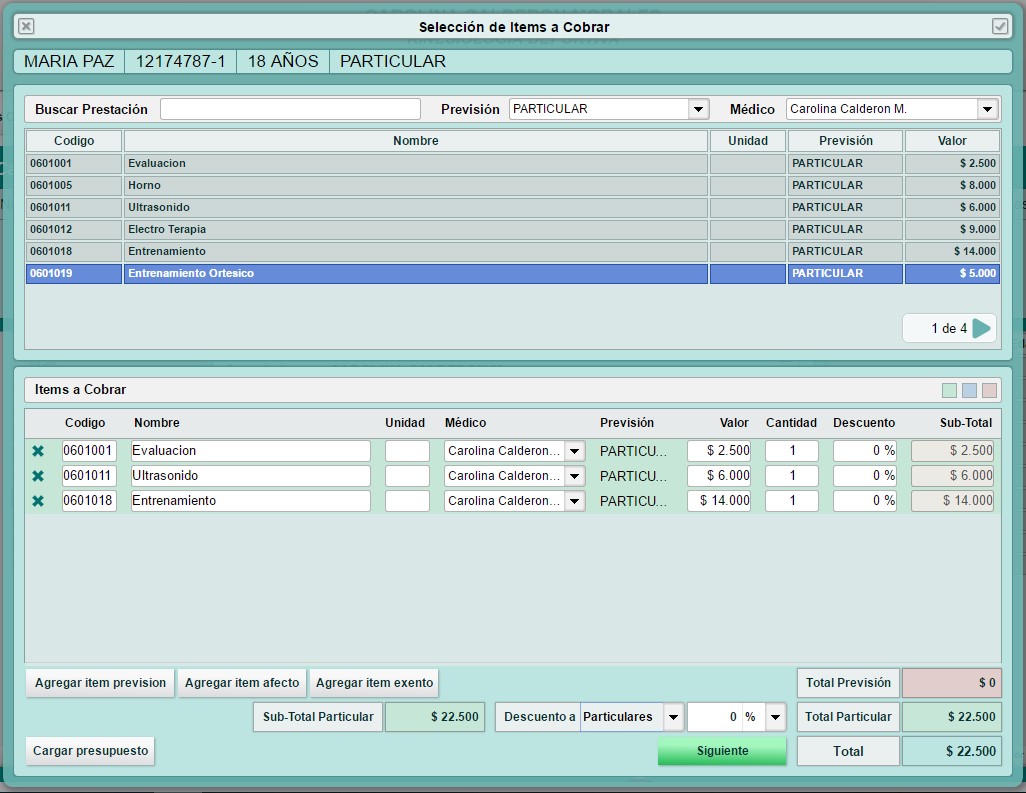 Selección de Items a Cobrar
MARIA PAZ 12174787-1 18 AÑOS PARTICULAR
Buscar Prestación Previsión PARTICULAR Médico Carolina Calderon M.
Codigo Nombre Unidad Previsión Valor
0601001 Evaluacion PARTICULAR $ 2.500
0601005 Horno PARTICULAR $ 8.000
0601011 Ultrasonido PARTICULAR $ 6.000
0601012 Electro Terapia PARTICULAR $ 9.000
0601018 Entrenamiento PARTICULAR $ 14.000
0601019 Entrenamiento Ortesico PARTICULAR $ 5.000
1 de 4
Items a Cobrar
Codigo Nombre Unidad Médico Previsión Valor Cantidad Descuento Sub-Total
0601001 Evaluacion Carolina Calderon... PARTICU... $ 2.500 1 0 % $ 2.500
0601011 Ultrasonido Carolina Calderon... PARTICU... $ 6.000 1 0 % $ 6.000
0601018 Entrenamiento Carolina Calderon... PARTICU... $ 14.000 1 0 % $ 14.000
Agregar item prevision Agregar item afecto Agregar item exento Total Previsión $ 0
Sub-Total Particular $ 22.500 Descuento a Particulares 0 % Total Particular $ 22.500
Cargar presupuesto Siguiente Total $ 22.500